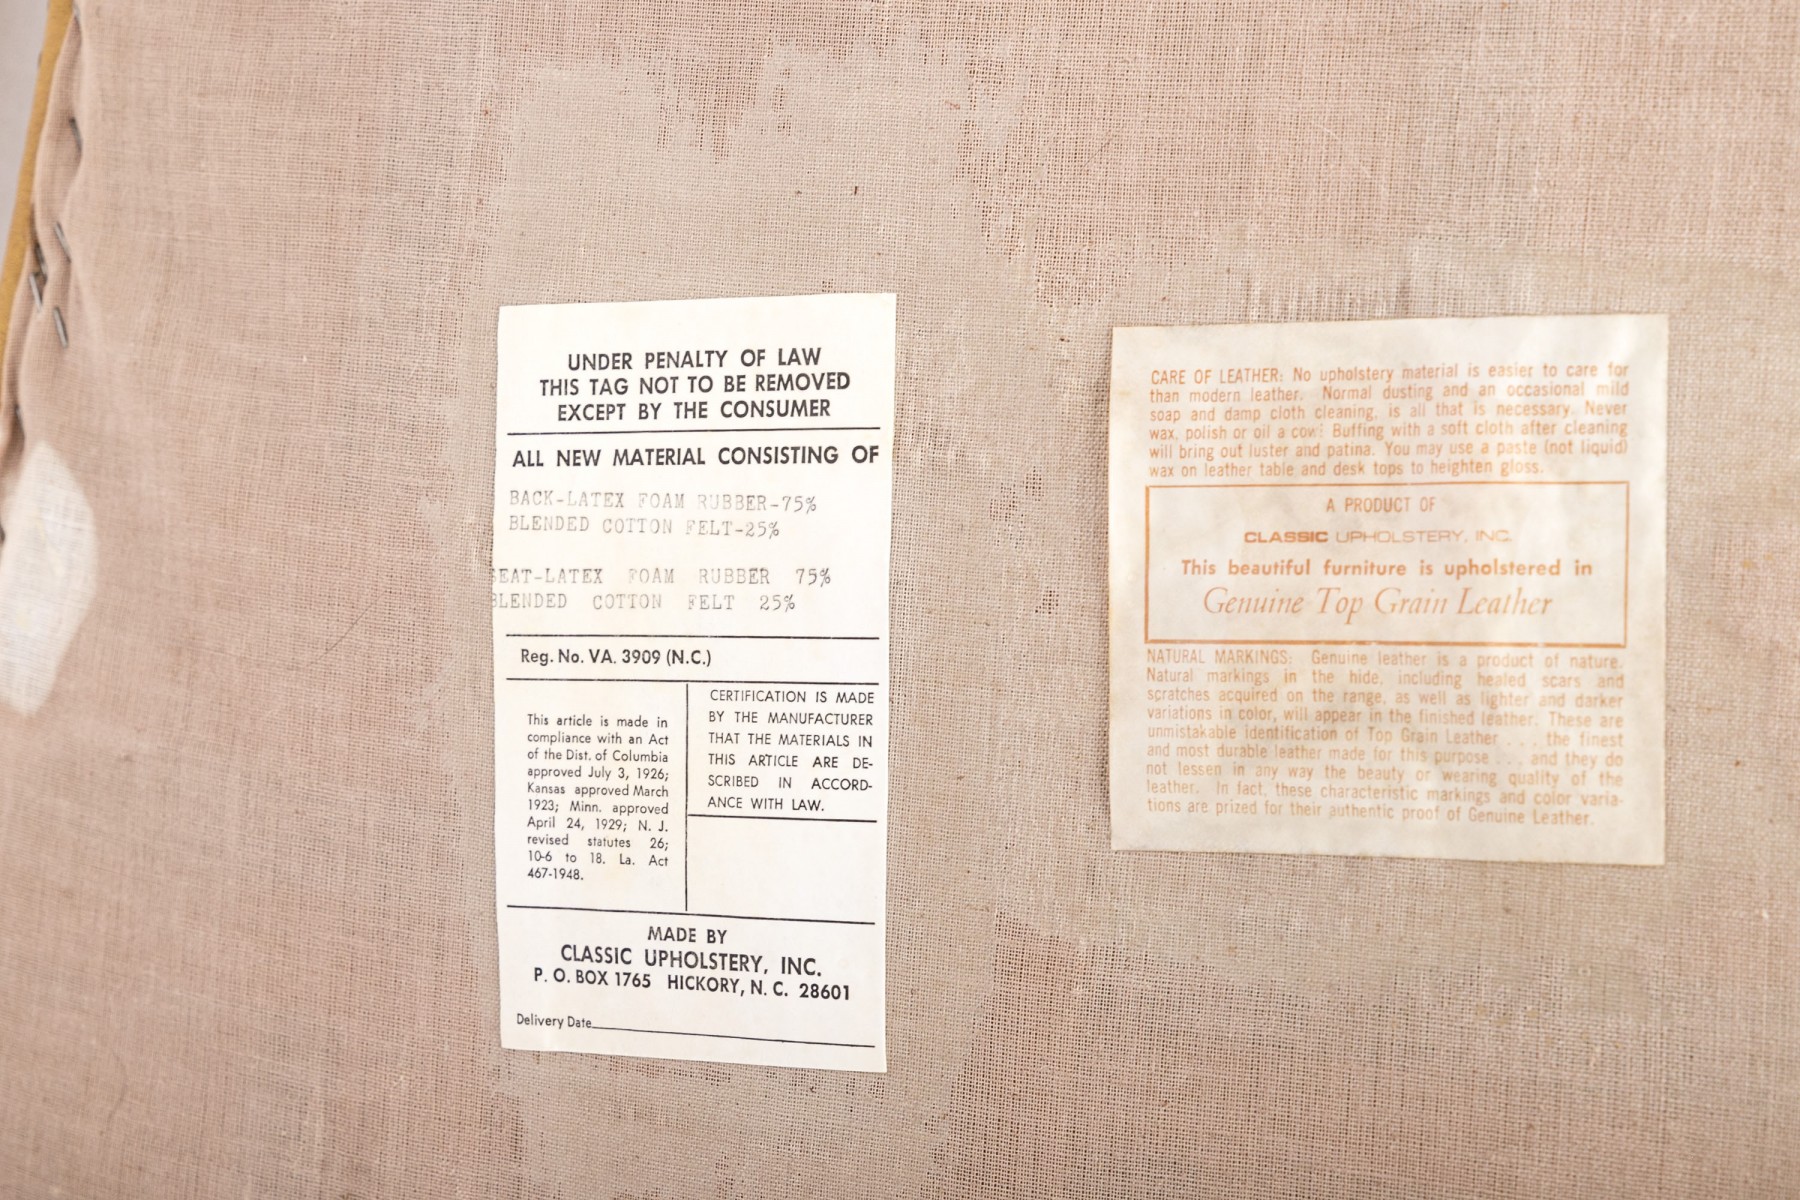 UNDER PENALTY OF LAW
THIS TAG NOT TO BE REMOVED
EXCEPT BY THE CONSUMER
ALL NEW MATERIAL CONSISTING OF
BACK-LATEX FOAM RUBBER-75%
BLENDED COTTON FELT-25%
SEAT-LATEX FOAM RUBBER 75%
BLENDED COTTON FELT 25%
Reg. No. VA. 3909 (N.C.)
This article is made in
compliance with an Act
of the Dist. of Columbia
approved July 3, 1926;
Kansas approved March
1923; Minn. approved
April 24, 1929; N. J.
revised statutes 26;
10-6 to 18. La. Act
467-1948.
CERTIFICATION IS MADE
BY THE MANUFACTURER
THAT THE MATERIALS IN
THIS ARTICLE ARE DE-
SCRIBED IN ACCORD-
ANCE WITH LAW.
MADE BY
CLASSIC UPHOLSTERY, INC.
P. O. BOX 1765 HICKORY, N. C. 28601
Delivery Date
CARE OF LEATHER: No upholstery material is easier to care for
than modern leather. Normal dusting and an occasional mild
soap and damp cloth cleaning, is all that is necessary. Never
wax, polish or oil a cow! Buffing with a soft cloth after cleaning
will bring out luster and patina. You may use a paste (not liquid)
wax on leather table and desk tops to heighten gloss.
A PRODUCT OF
CLASSIC UPHOLSTERY, INC.
This beautiful furniture is upholstered in
Genuine Top Grain Leather
NATURAL MARKINGS: Genuine leather is a product of nature.
Natural markings in the hide, including healed scars and
scratches acquired on the range, as well as lighter and darker
variations in color, will appear in the finished leather. These are
unmistakable identification of Top Grain Leather . . . the finest
and most durable leather made for this purpose . . . and they do
not lessen in any way the beauty or wearing quality of the
leather. In fact, these characteristic markings and color varia-
tions are prized for their authentic proof of Genuine Leather.